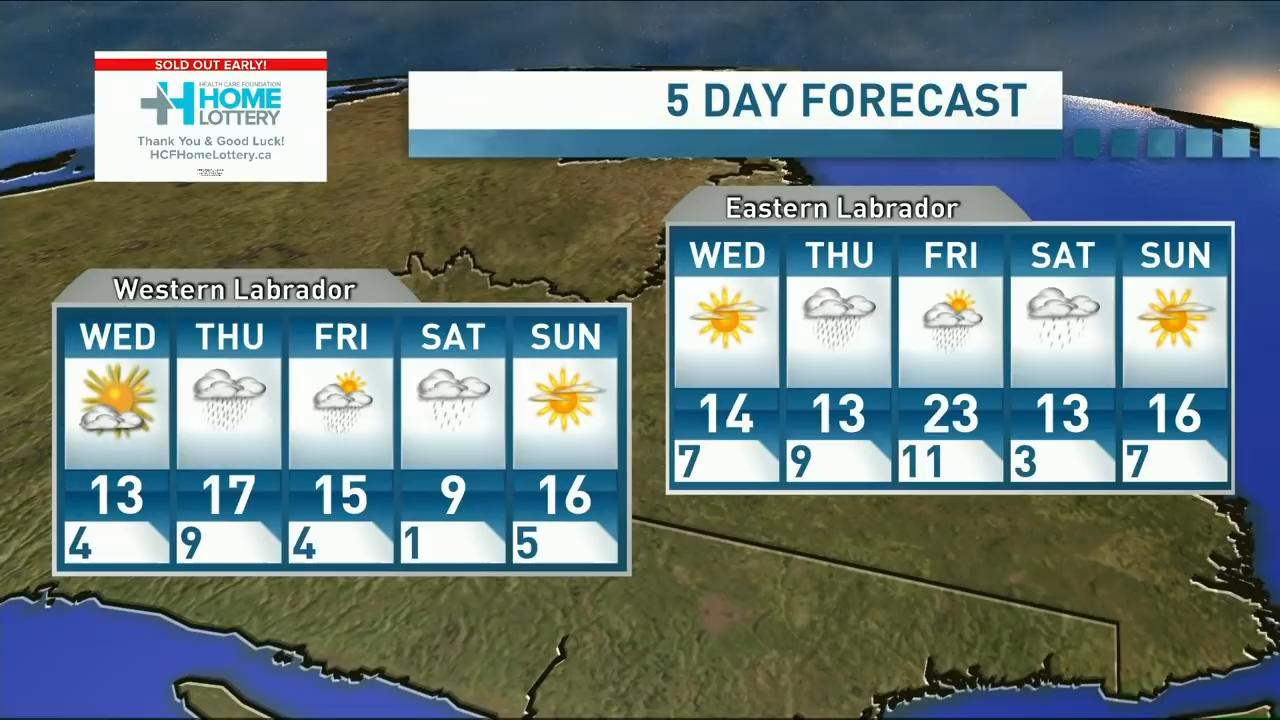 SOLD OUT EARLY!
HEALTH CARE FOUNDATION
HOME
LOTTERY
Thank You & Good Luck!
HCFHomeLottery.ca
5 DAY FORECAST
Eastern Labrador
WED THU FRI SAT SUN
14 13 23 13 16
7 9 11 3 7
Western Labrador
WED THU FRI SAT SUN
13 17 15 9 16
4 9 4 1 5